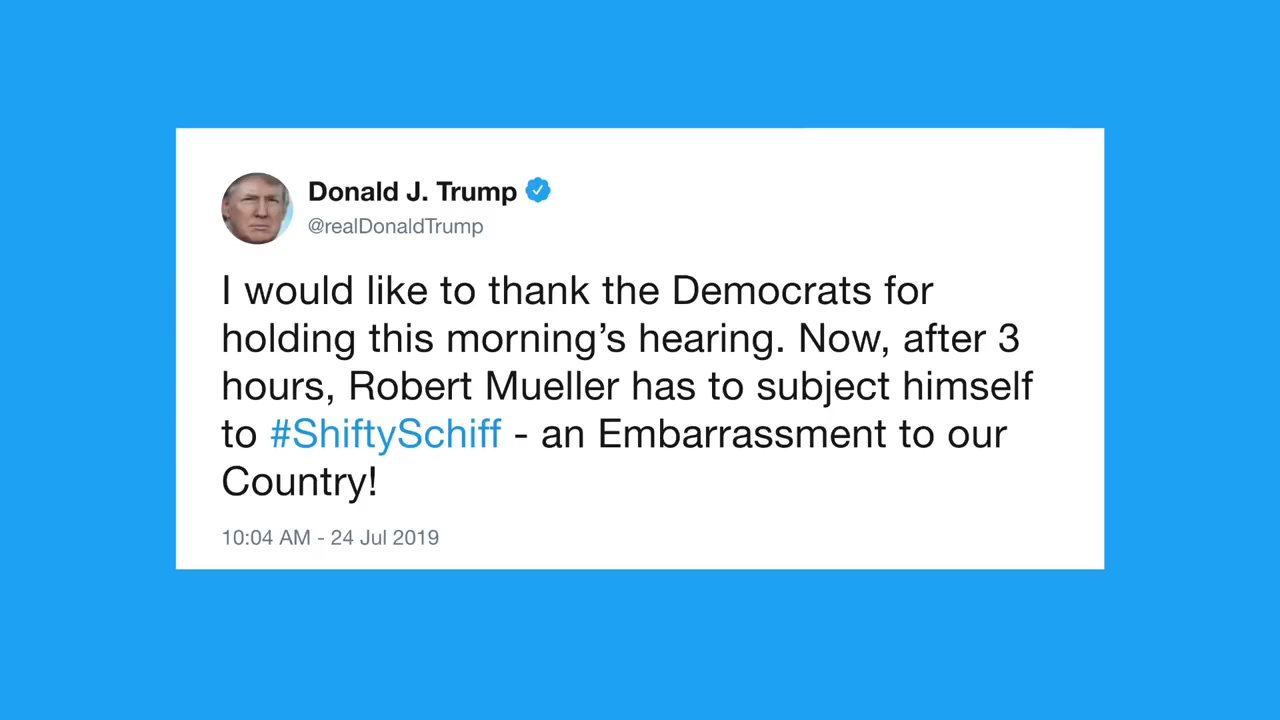 Donald J. Trump
@realDonaldTrump
I would like to thank the Democrats for
holding this morning’s hearing. Now, after 3
hours, Robert Mueller has to subject himself
to #ShiftySchiff - an Embarrassment to our
Country!
10:04 AM - 24 Jul 2019